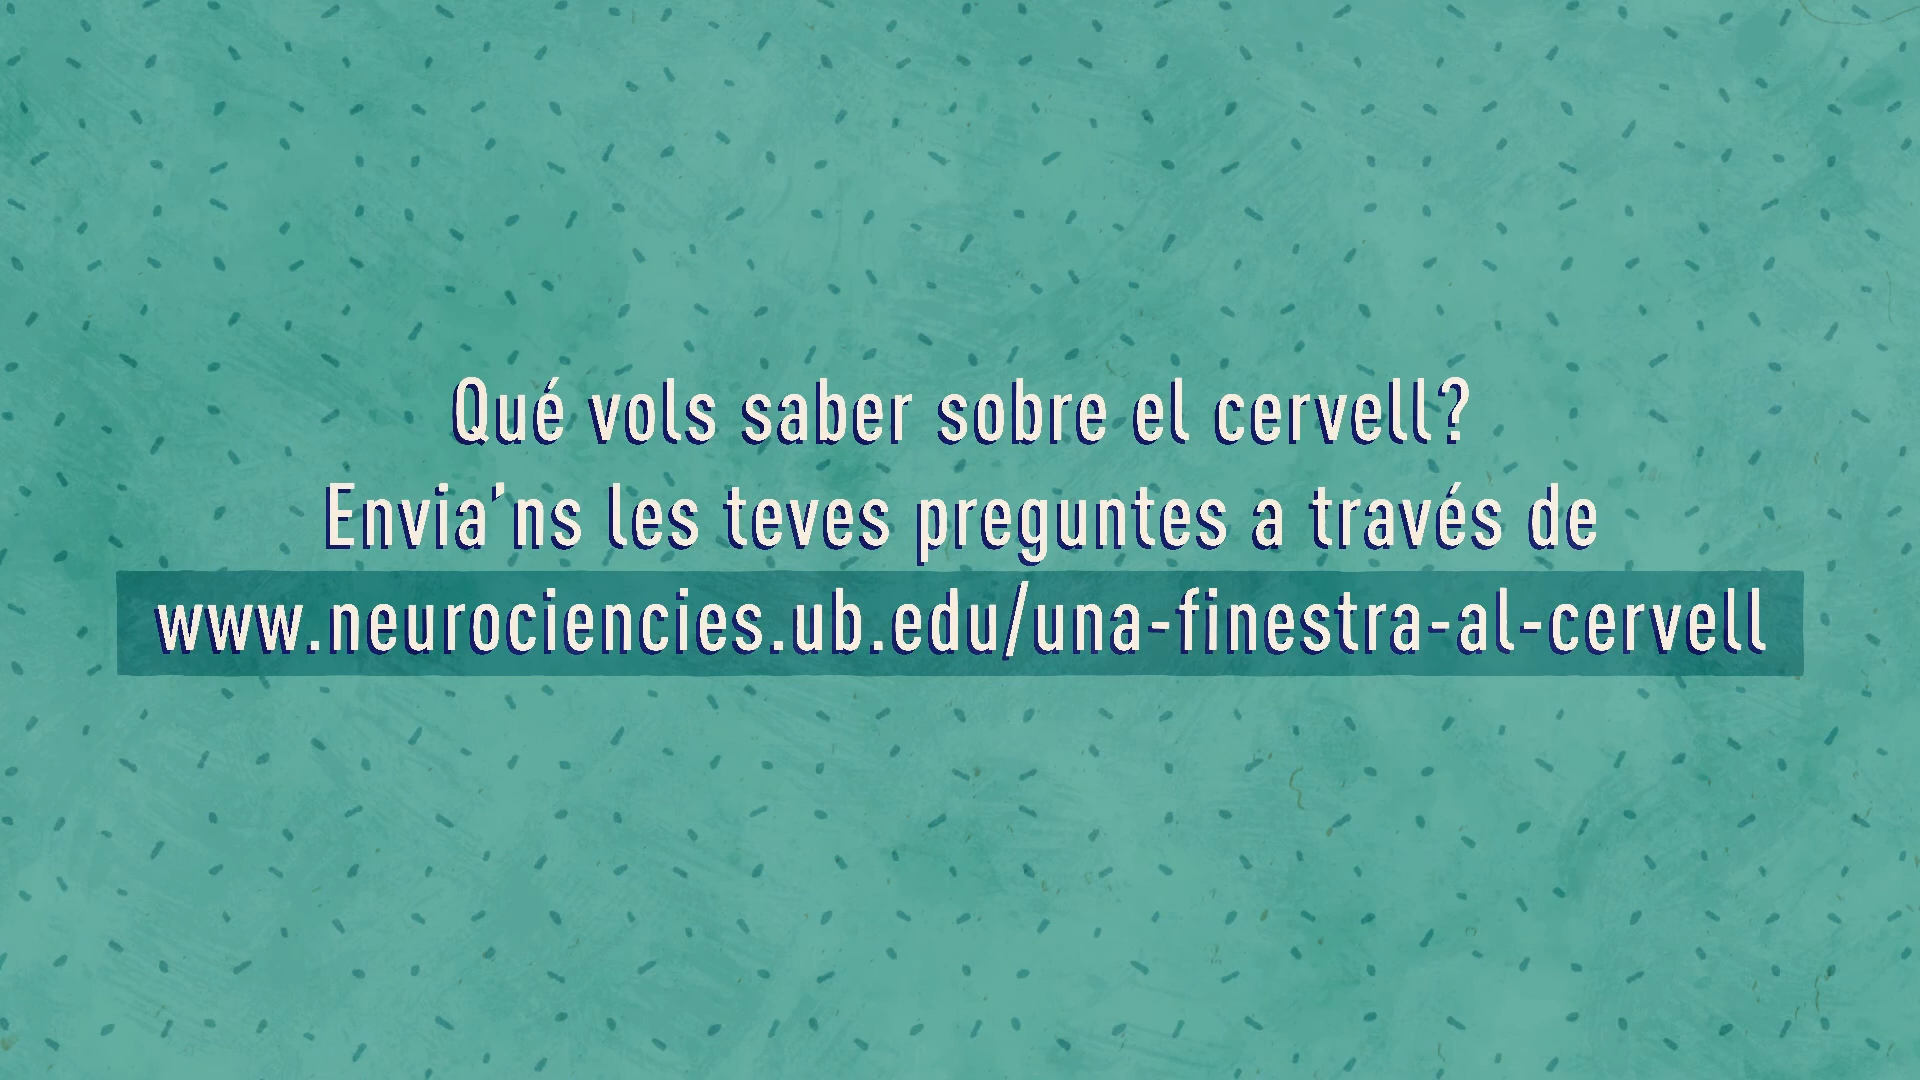 Qué vols saber sobre el cervell?
Envia'ns les teves preguntes a través de
www.neurociencies.ub.edu/una-finestra-al-cervell